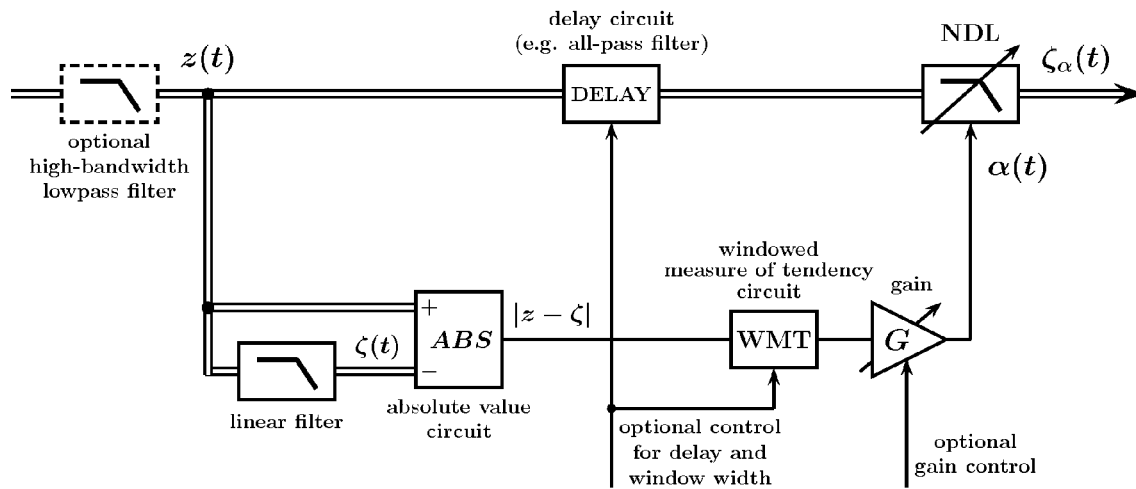 delay circuit
(e.g. all-pass filter)
NDL
z(t)
ζα(t)
DELAY
optional
high-bandwidth
lowpass filter
α(t)
windowed
measure of tendency
circuit
gain
|z − ζ|
+
ABS
−
WMT
G
ζ(t)
linear filter
absolute value
circuit
optional control
for delay and
window width
optional
gain control